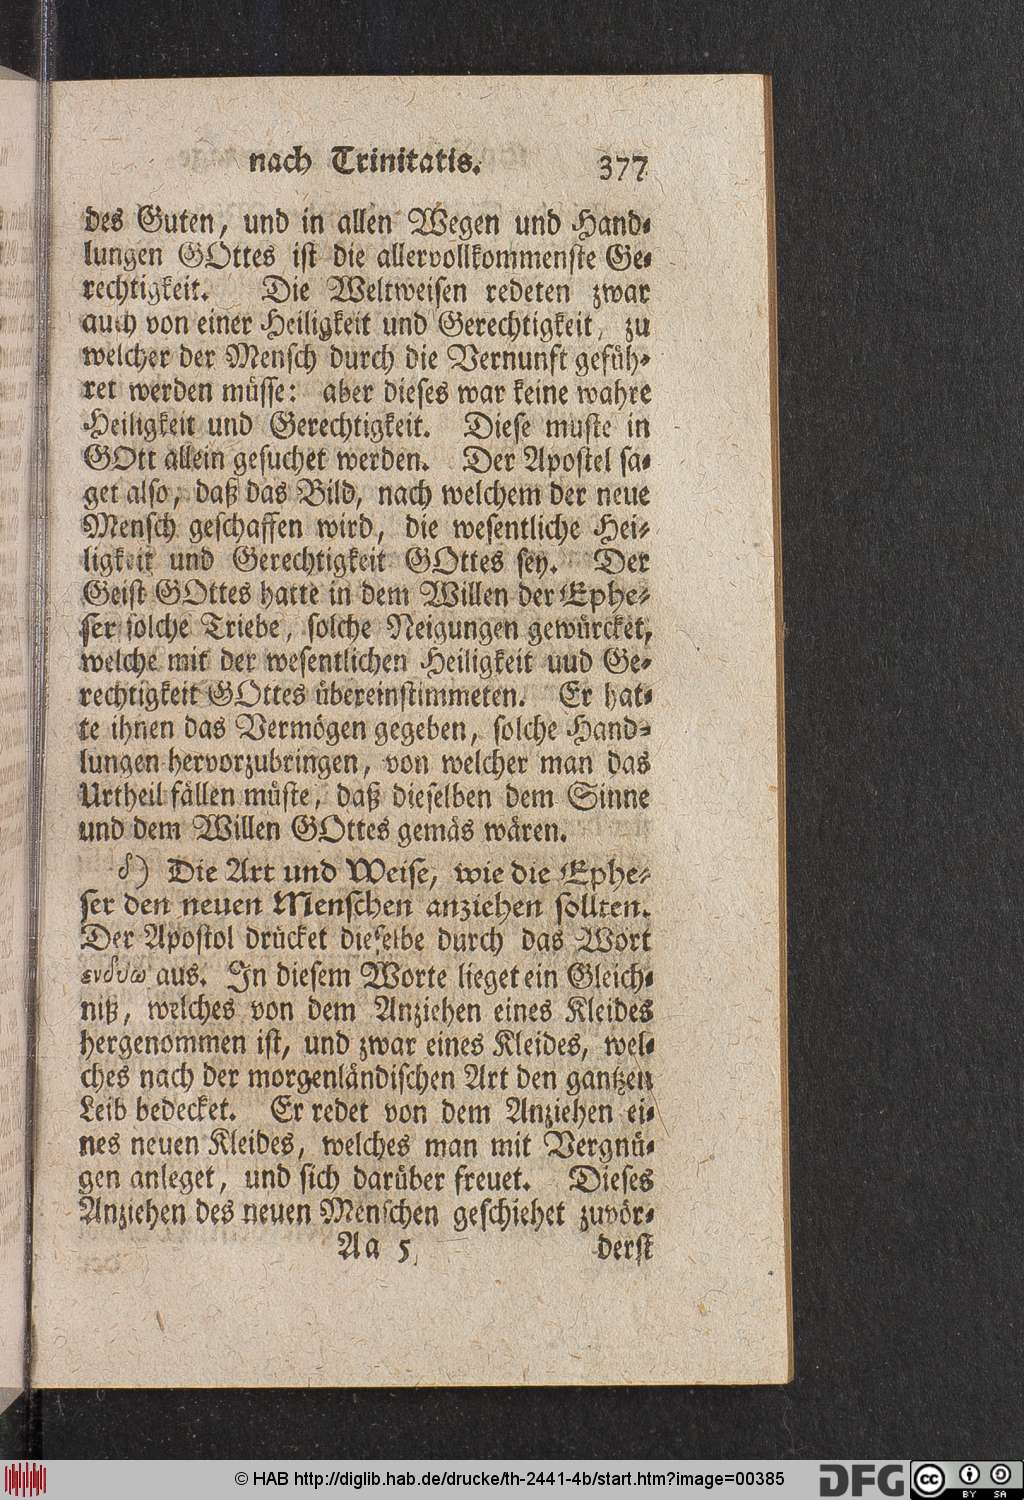 nach Trinitatis. 377
des Guten, und in allen Wegen und Hand-
lungen GOttes ist die allervollkommenste Ge-
rechtigkeit. Die Weltweisen redeten zwar
auch von einer Heiligkeit und Gerechtigkeit, zu
welcher der Mensch durch die Vernunft gefüh-
ret werden müsse: aber dieses war keine wahre
Heiligkeit und Gerechtigkeit. Diese muste in
GOtt allein gesuchet werden. Der Apostel sa-
get also, daß das Bild, nach welchem der neue
Mensch geschaffen wird, die wesentliche Hei-
ligkeit und Gerechtigkeit GOttes sey. Der
Geist GOttes hatte in dem Willen der Ephe-
ser solche Triebe, solche Neigungen gewürcket,
welche mit der wesentlichen Heiligkeit uud Ge-
rechtigkeit GOttes übereinstimmeten. Er hat-
te ihnen das Vermögen gegeben, solche Hand-
lungen hervorzubringen, von welcher man das
Urtheil fällen müste, daß dieselben dem Sinne
und dem Willen GOttes gemäs wären.
δ) Die Art und Weise, wie die Ephe-
ser den neuen Menschen anziehen sollten.
Der Apostol drücket dieselbe durch das Wort
ενδυω aus. In diesem Worte lieget ein Gleich-
niß, welches von dem Anziehen eines Kleides
hergenommen ist, und zwar eines Kleides, wel-
ches nach der morgenländischen Art den gantzen
Leib bedecket. Er redet von dem Anziehen ei-
nes neuen Kleides, welches man mit Vergnü-
gen anleget, und sich darüber freuet. Dieses
Anziehen des neuen Menschen geschiehet zuvör-
Aa 5 derst
© HAB http://diglib.hab.de/drucke/th-2441-4b/start.htm?image=00385
DFG
cc BY SA